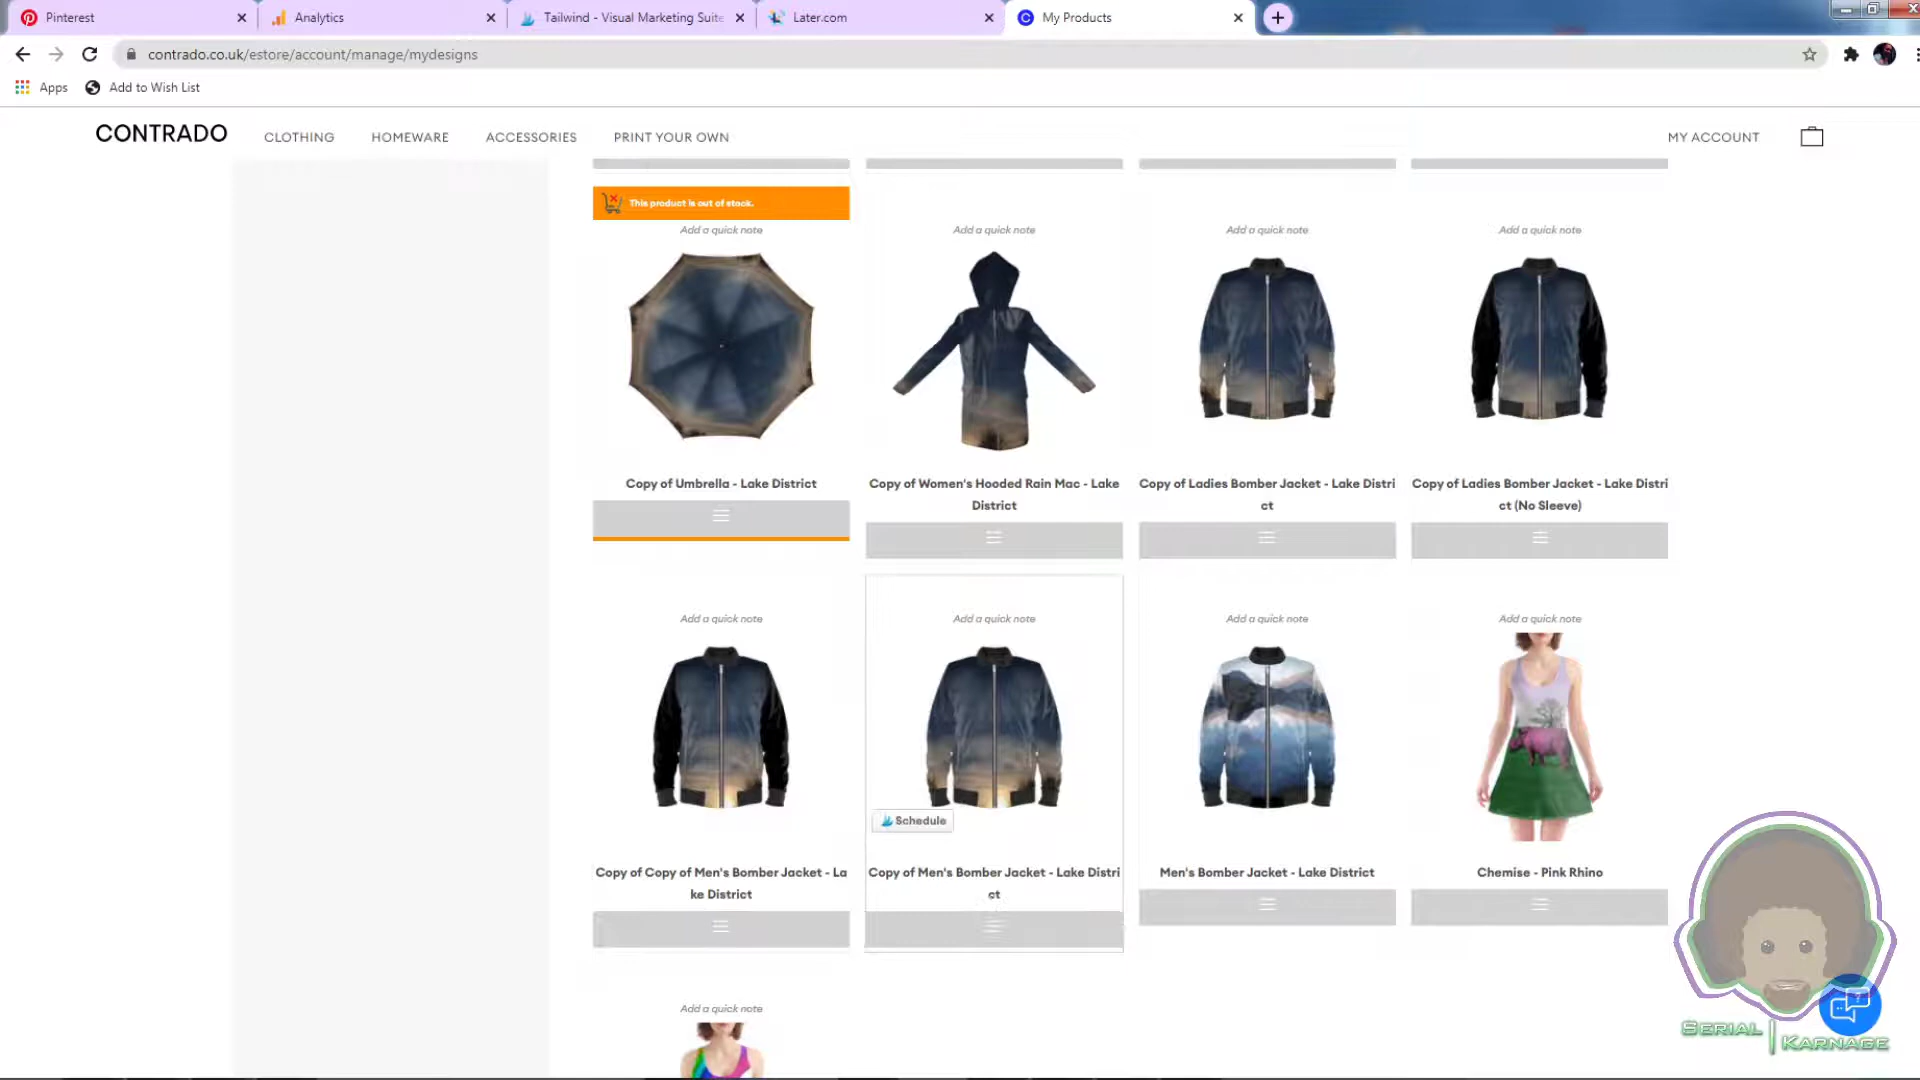 Pinterest
Analytics
Tailwind - Visual Marketing Suite
Later.com
My Products
contrado.co.uk/estore/account/manage/mydesigns
Apps
Add to Wish List
CONTRADO
CLOTHING
HOMEWARE
ACCESSORIES
PRINT YOUR OWN
MY ACCOUNT
This product is out of stock.
Add a quick note
Add a quick note
Add a quick note
Add a quick note
Copy of Umbrella - Lake District
Copy of Women's Hooded Rain Mac - Lake
District
Copy of Ladies Bomber Jacket - Lake Distri
ct
Copy of Ladies Bomber Jacket - Lake Distri
ct (No Sleeve)
Add a quick note
Add a quick note
Add a quick note
Add a quick note
Schedule
Copy of Copy of Men's Bomber Jacket - La
ke District
Copy of Men's Bomber Jacket - Lake Distri
ct
Men's Bomber Jacket - Lake District
Chemise - Pink Rhino
Add a quick note
SERIAL
KARNAGE